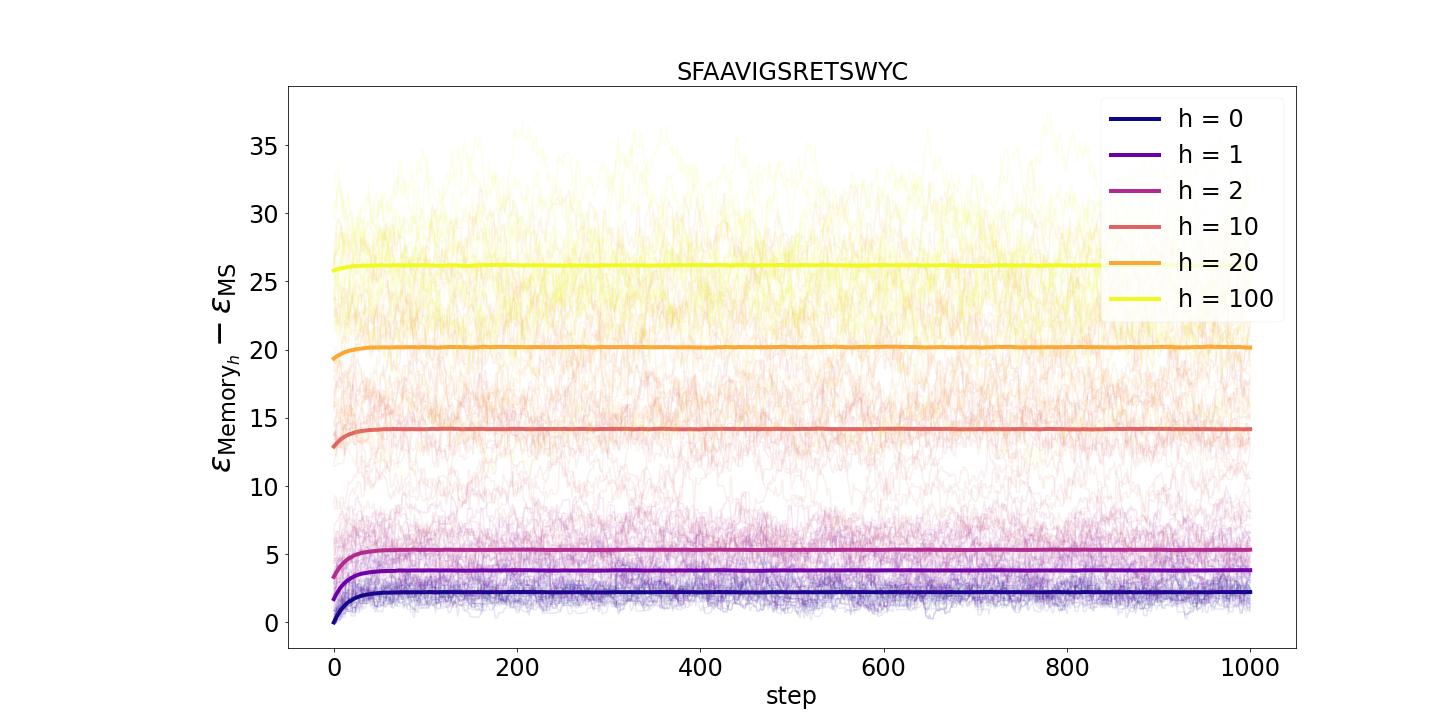 SFAAVIGSRETSWYC
h = 0
h = 1
h = 2
h = 10
h = 20
h = 100
35
30
25
20
15
10
5
0
εMemoryₕ − εMS
0 200 400 600 800 1000
step